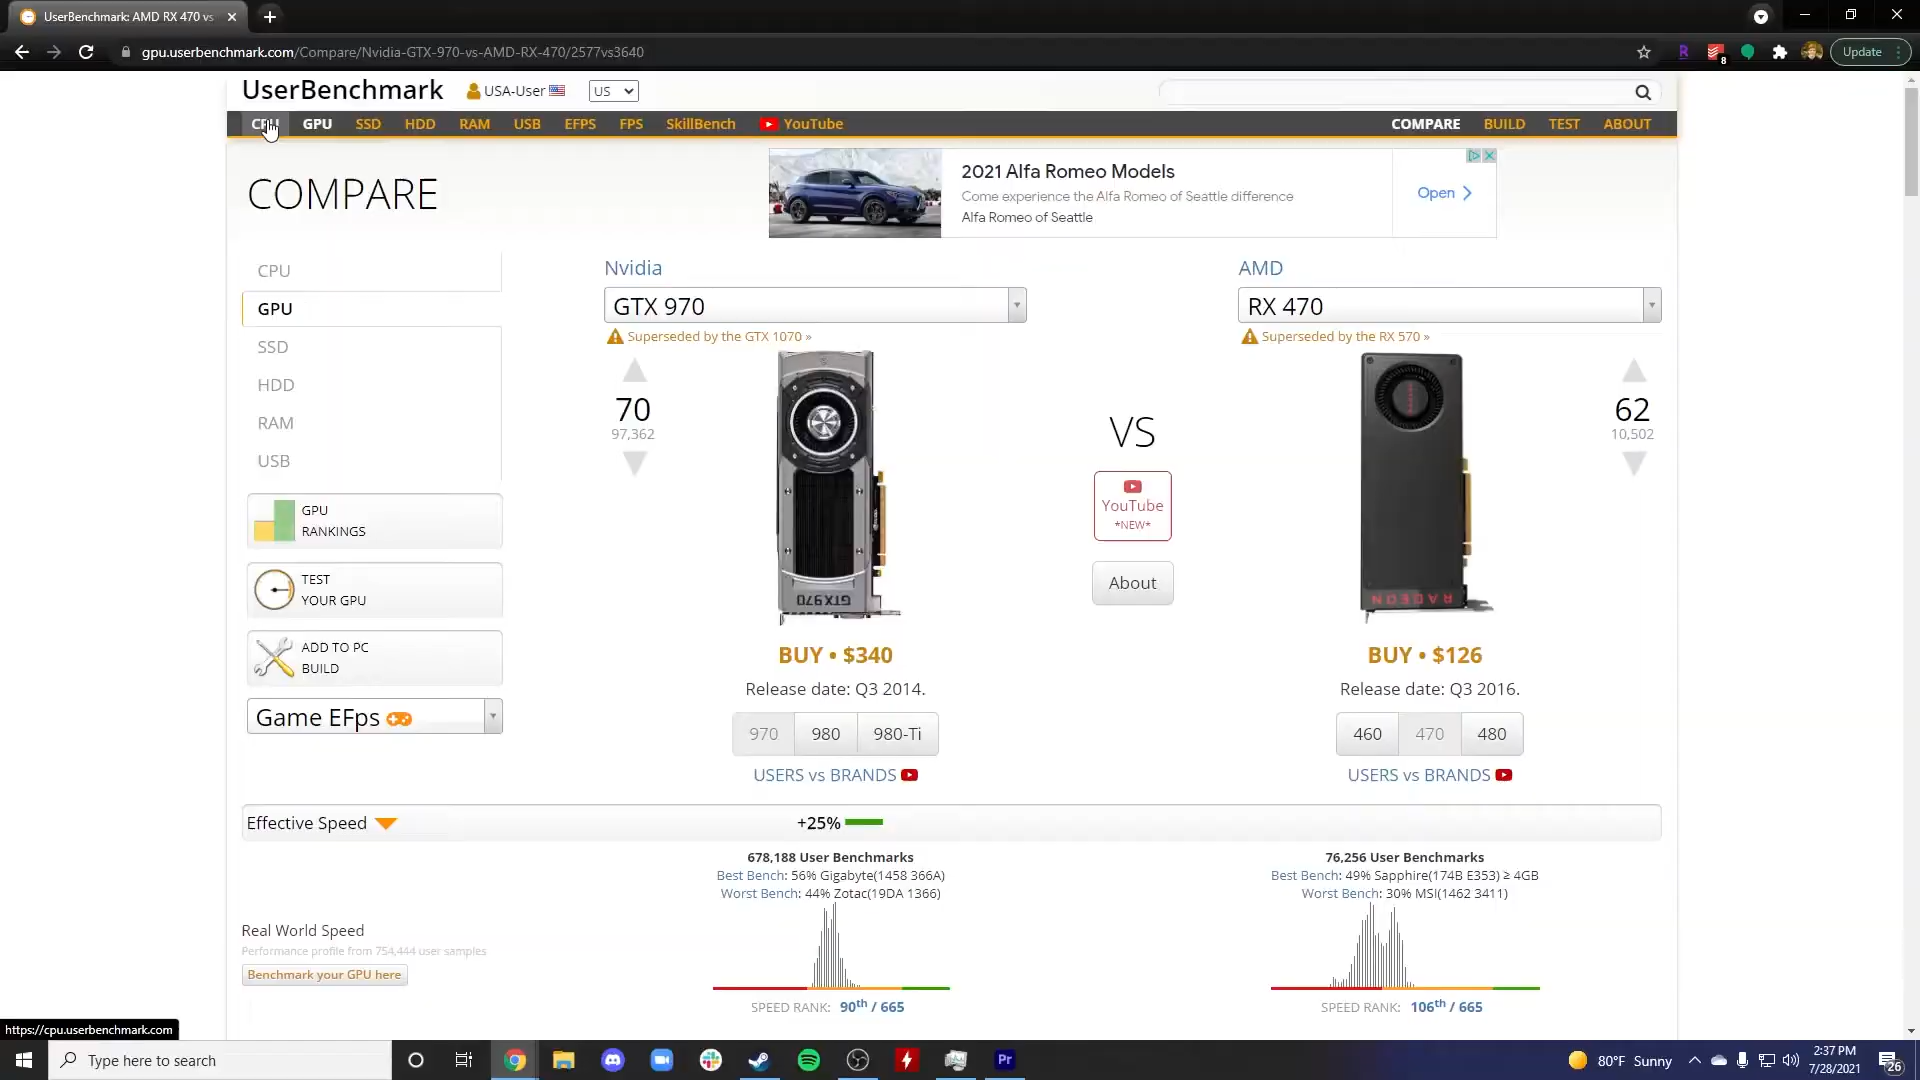 UserBenchmark: AMD RX 470 vs
gpu.userbenchmark.com/Compare/Nvidia-GTX-970-vs-AMD-RX-470/2577vs3640
8
Update
UserBenchmark
USA-User
US
CPU GPU SSD HDD RAM USB EFPS FPS SkillBench YouTube
COMPARE BUILD TEST ABOUT
COMPARE
2021 Alfa Romeo Models
Come experience the Alfa Romeo of Seattle difference
Alfa Romeo of Seattle
Open
CPU
GPU
SSD
HDD
RAM
USB
GPU
RANKINGS
TEST
YOUR GPU
ADD TO PC
BUILD
Game EFps
Nvidia
GTX 970
Superseded by the GTX 1070 »
70
97,362
GTX970
BUY • $340
Release date: Q3 2014.
970 980 980-Ti
USERS vs BRANDS
VS
YouTube
*NEW*
About
AMD
RX 470
Superseded by the RX 570 »
62
10,502
RADEON
BUY • $126
Release date: Q3 2016.
460 470 480
USERS vs BRANDS
Effective Speed
+25%
678,188 User Benchmarks
Best Bench: 56% Gigabyte(1458 366A)
Worst Bench: 44% Zotac(19DA 1366)
SPEED RANK: 90th / 665
76,256 User Benchmarks
Best Bench: 49% Sapphire(174B E353) ≥ 4GB
Worst Bench: 30% MSI(1462 3411)
SPEED RANK: 106th / 665
Real World Speed
Performance profile from 754,444 user samples
Benchmark your GPU here
https://cpu.userbenchmark.com
Type here to search
Pr
80°F Sunny
2:37 PM
7/28/2021
26